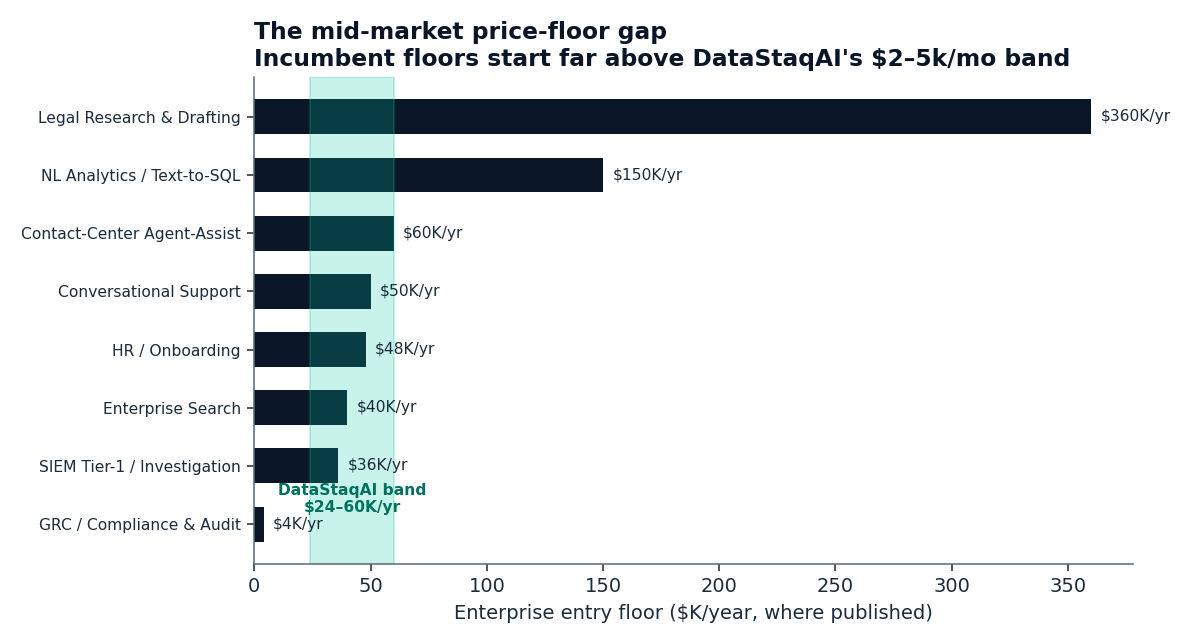 The mid-market price-floor gap
Incumbent floors start far above DataStaqAI's $2–5k/mo band
Legal Research & Drafting
$360K/yr
NL Analytics / Text-to-SQL
$150K/yr
Contact-Center Agent-Assist
$60K/yr
Conversational Support
$50K/yr
HR / Onboarding
$48K/yr
Enterprise Search
$40K/yr
SIEM Tier-1 / Investigation
$36K/yr
DataStaqAI band
$24–60K/yr
GRC / Compliance & Audit
$4K/yr
0 50 100 150 200 250 300 350
Enterprise entry floor ($K/year, where published)